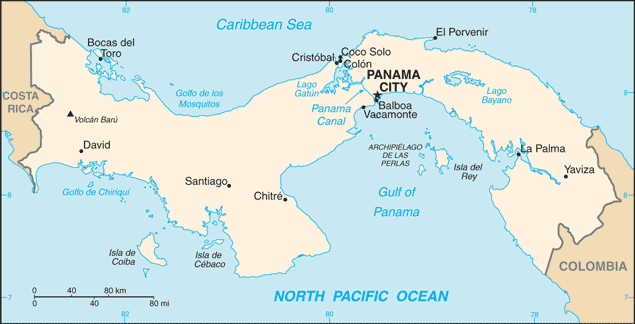 82
80
78
Caribbean Sea
El Porvenir
Bocas del
Toro
Coco Solo
Cristóbal
Colón
PANAMA
CITY
Lago
Gatún
Golfo de los
Mosquitos
COSTA
RICA
9
9
Lago
Bayano
Panama
Canal
Balboa
Vacamonte
Volcán Barú
David
ARCHIPIÉLAGO
DE LAS
PERLAS
La Palma
Isla del
Rey
Yaviza
Santiago
Golfo de Chiriquí
Chitré
Gulf of
Panama
8
8
Isla de
Coiba
Isla de
Cébaco
COLOMBIA
0 40 80 km
0 40 80 mi
NORTH PACIFIC OCEAN
7
7
82
80
78